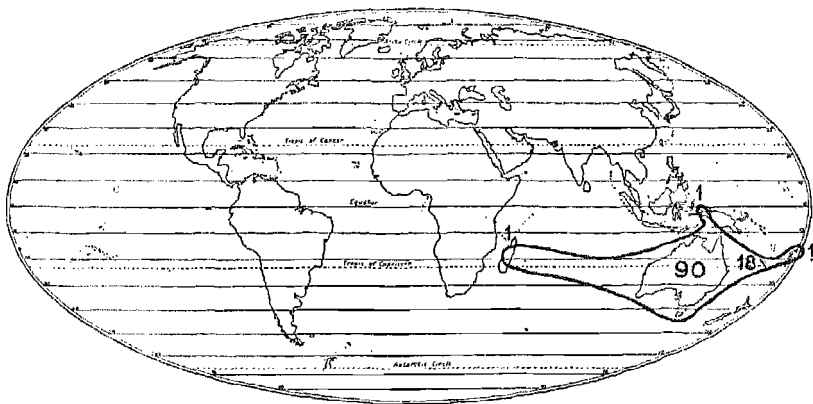 Arctic Circle
Tropic of Cancer
Equator
1
1
Tropic of Capricorn
90
18
1
Antarctic Circle